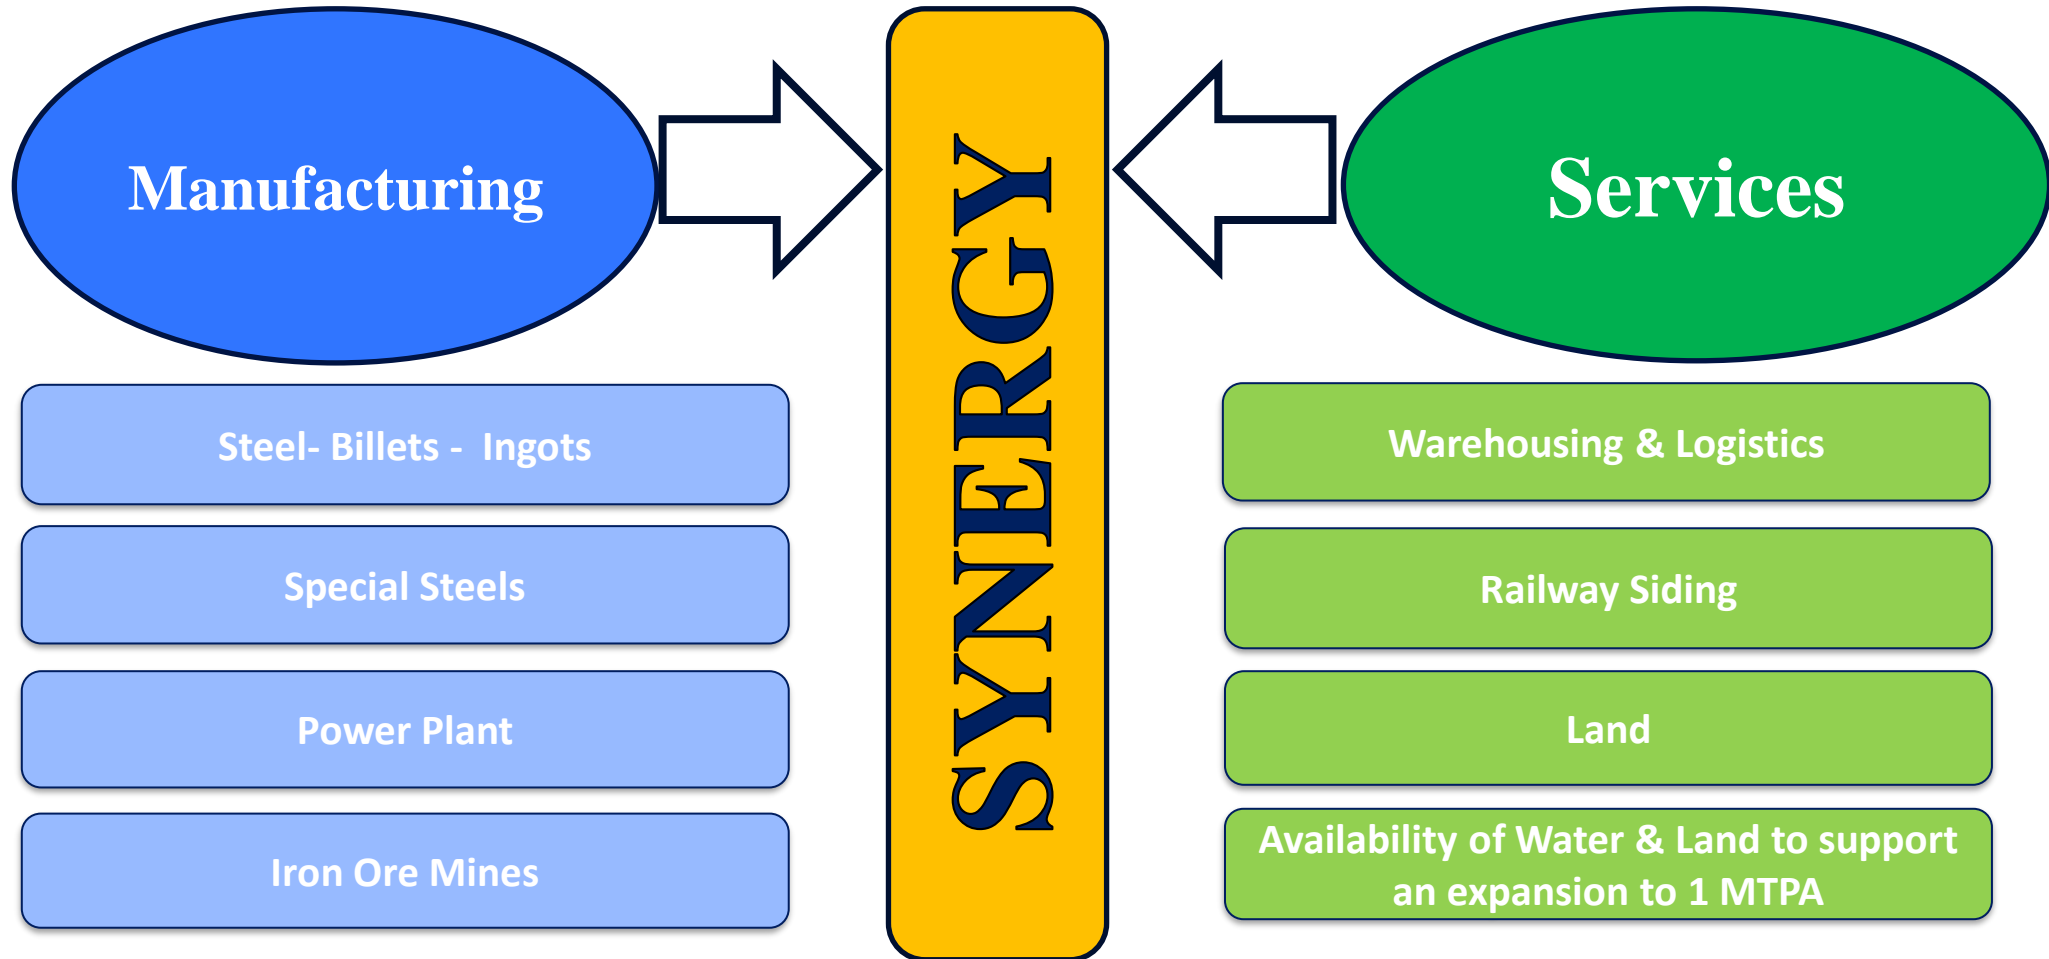 Manufacturing
Steel- Billets - Ingots
Special Steels
Power Plant
Iron Ore Mines
SYNERGY
Services
Warehousing & Logistics
Railway Siding
Land
Availability of Water & Land to support
an expansion to 1 MTPA